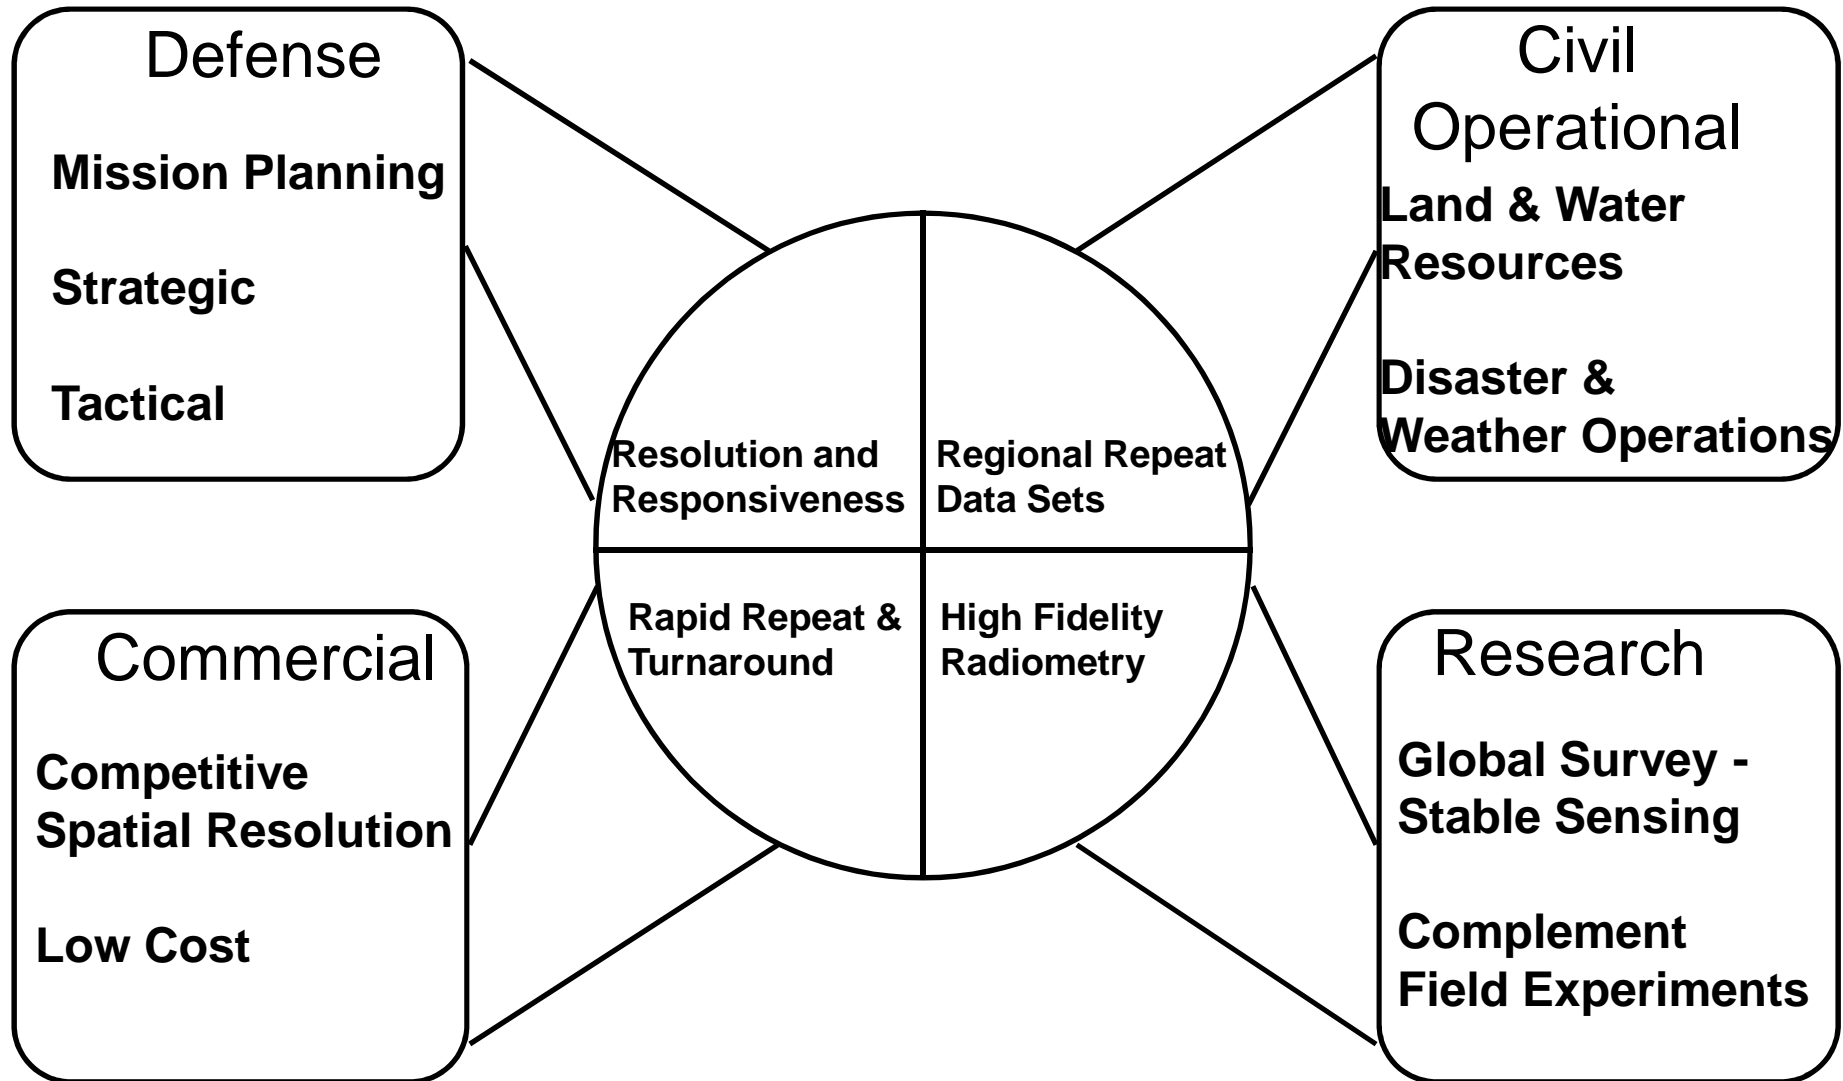 Defense
Mission Planning
Strategic
Tactical
Civil
Operational
Land & Water
Resources
Disaster &
Weather Operations
Resolution and
Responsiveness
Regional Repeat
Data Sets
Rapid Repeat &
Turnaround
High Fidelity
Radiometry
Commercial
Competitive
Spatial Resolution
Low Cost
Research
Global Survey -
Stable Sensing
Complement
Field Experiments